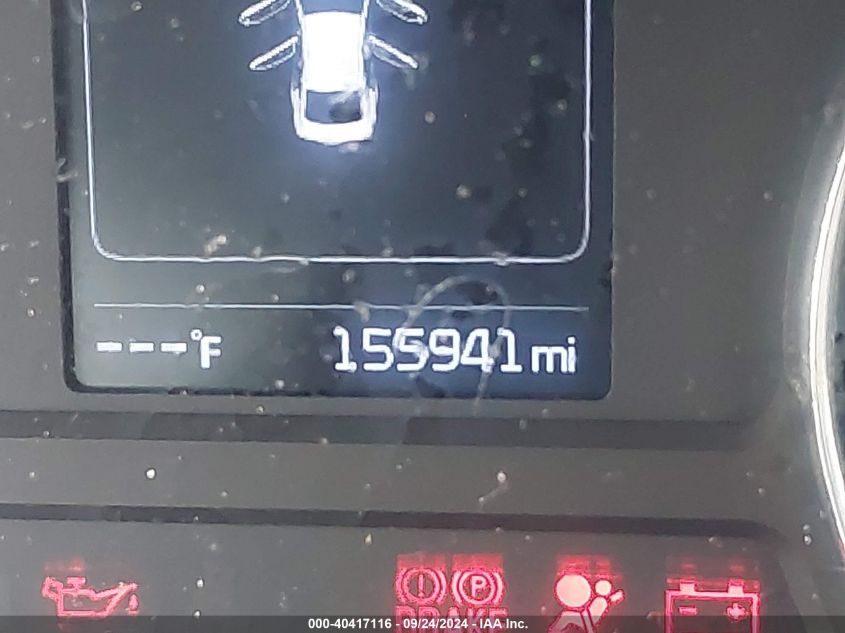 ---°F 155941 mi
BRAKE
000-40417116 - 09/24/2024 - IAA Inc.